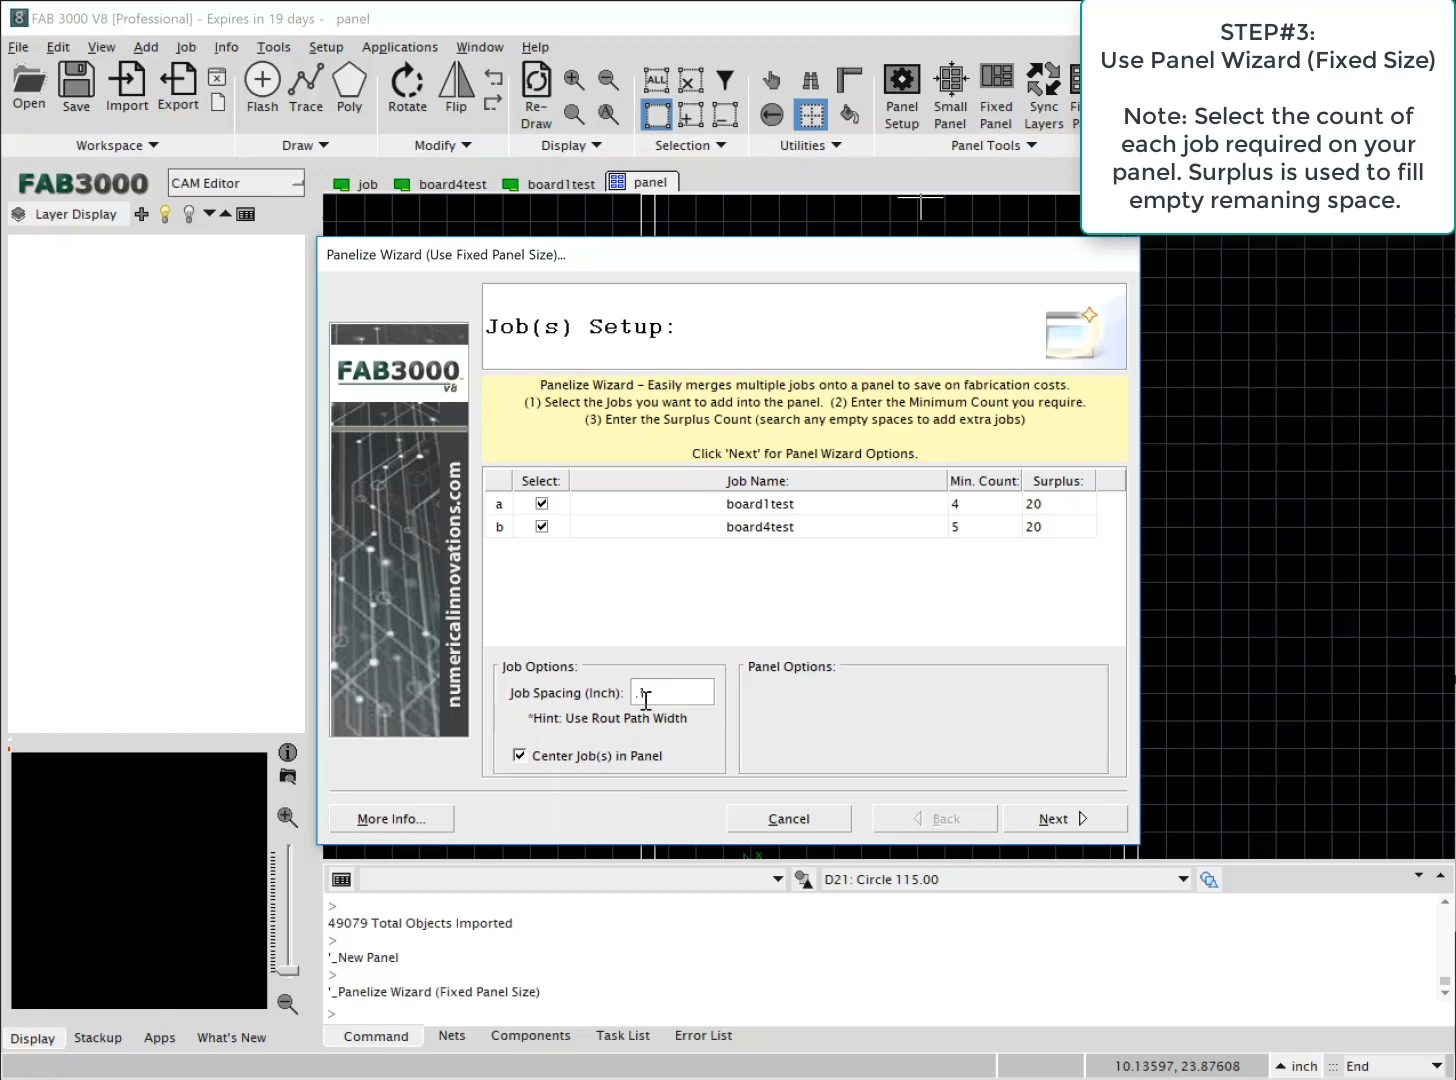 FAB 3000 V8 [Professional] - Expires in 19 days - panel
File Edit View Add Job Info Tools Setup Applications Window Help
Open Save Import Export Flash Trace Poly Rotate Flip Re-Draw Panel Setup Small Panel Fixed Panel Sync Layers
ALL
Workspace Draw Modify Display Selection Utilities Panel Tools
STEP#3:
Use Panel Wizard (Fixed Size)
Note: Select the count of
each job required on your
panel. Surplus is used to fill
empty remaning space.
FAB3000 CAM Editor job board4test board1test panel
Layer Display
Panelize Wizard (Use Fixed Panel Size)...
Job(s) Setup:
FAB3000
V8
numericalinnovations.com
Panelize Wizard - Easily merges multiple jobs onto a panel to save on fabrication costs.
(1) Select the Jobs you want to add into the panel. (2) Enter the Minimum Count you require.
(3) Enter the Surplus Count (search any empty spaces to add extra jobs)
Click 'Next' for Panel Wizard Options.
Select: Job Name: Min. Count: Surplus:
a board1test 4 20
b board4test 5 20
Job Options: Panel Options:
Job Spacing (Inch):
*Hint: Use Rout Path Width
Center Job(s) in Panel
More Info... Cancel Back Next
X
D21: Circle 115.00
>
49079 Total Objects Imported
>
'_New Panel
>
'_Panelize Wizard (Fixed Panel Size)
>
Display Stackup Apps What's New Command Nets Components Task List Error List
10.13597, 23.87608 inch ::: End